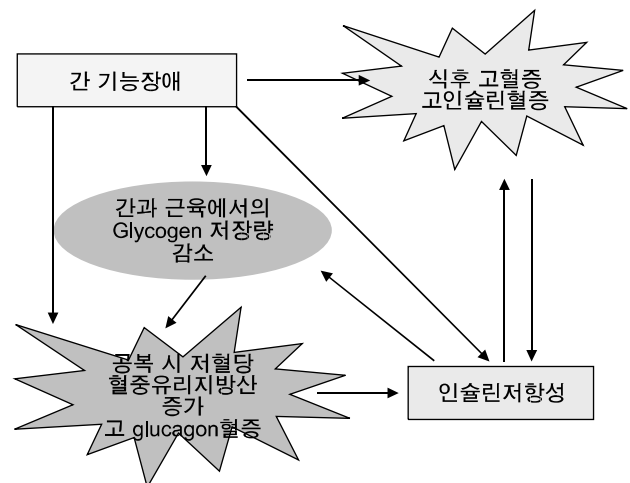 간 기능장애
식후 고혈증
고인슐린혈증
간과 근육에서의
Glycogen 저장량
감소
공복 시 저혈당
혈중유리지방산
증가
고 glucagon혈증
인슐린저항성